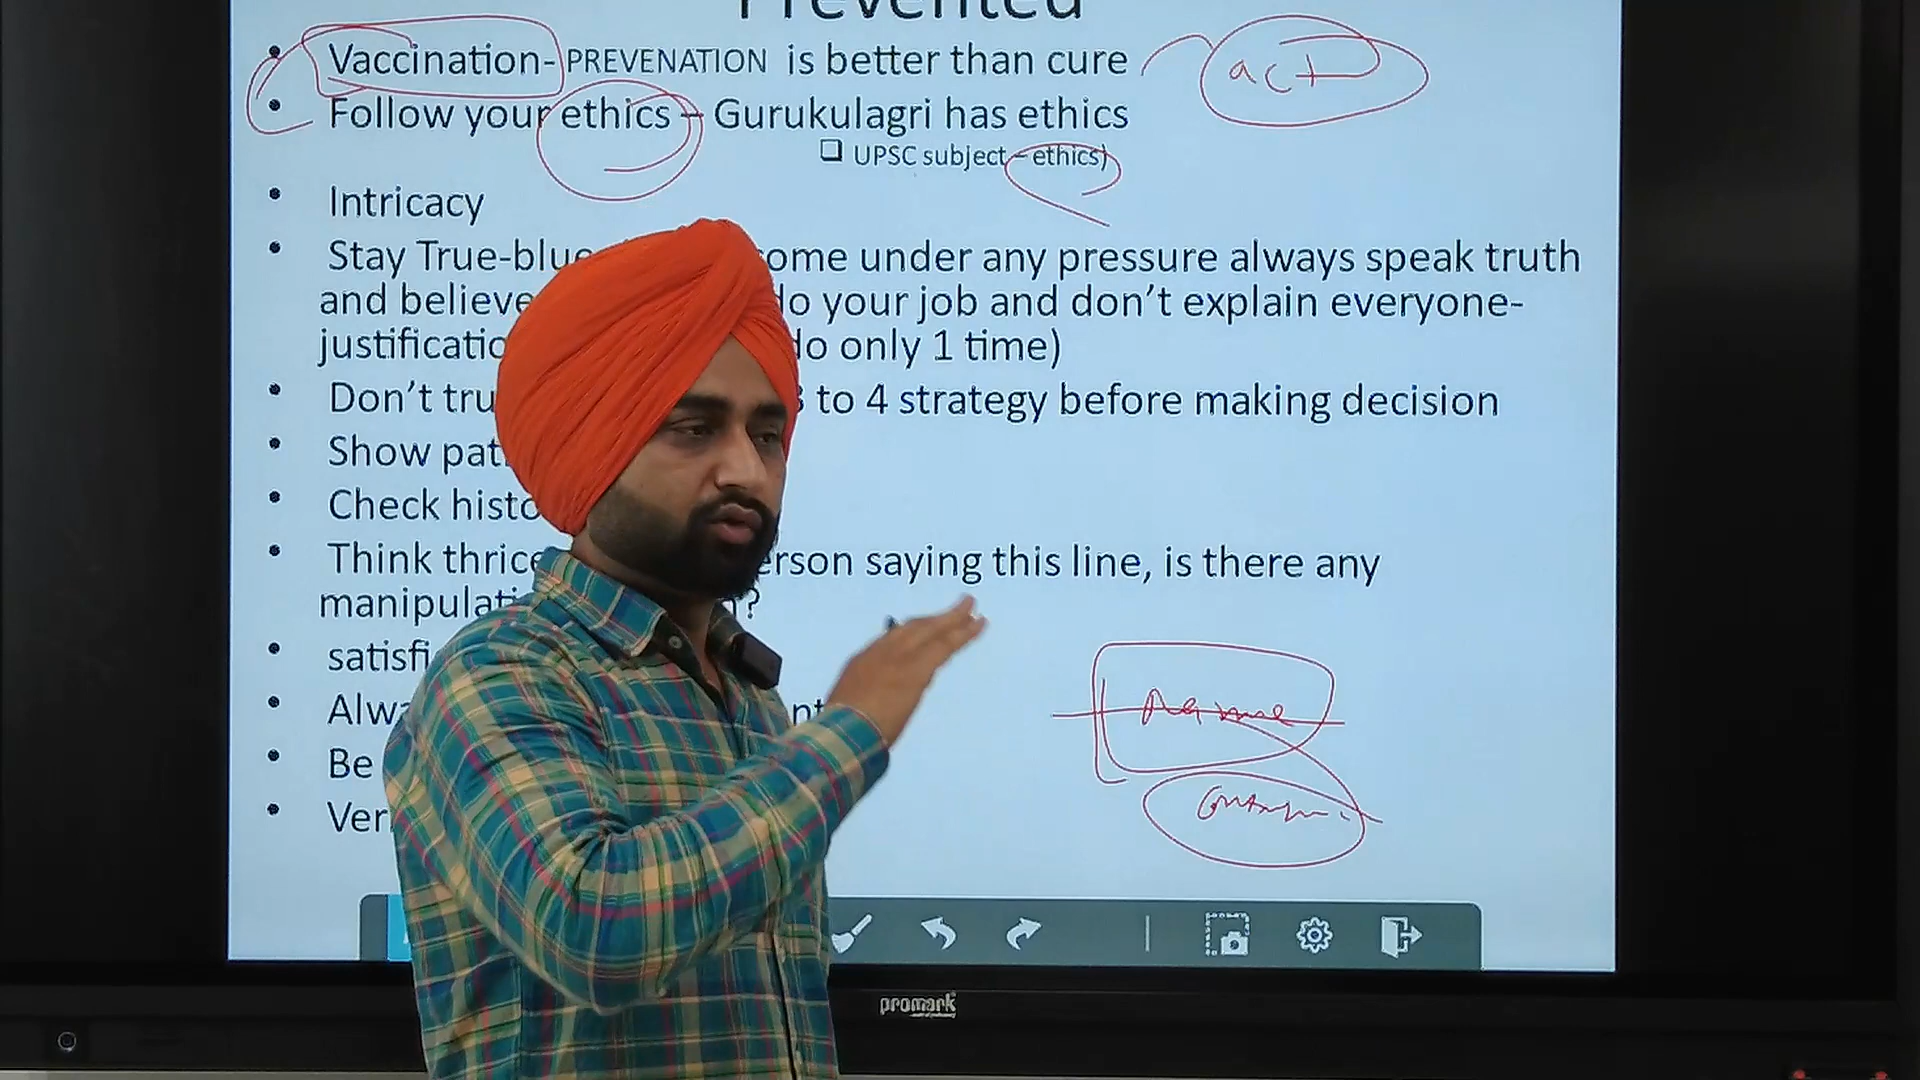 Prevented
Vaccination- PREVENATION is better than cure
act
Follow your ethics – Gurukulagri has ethics
UPSC subject – ethics)
Intricacy
Stay True-blue ome under any pressure always speak truth
and believe do your job and don’t explain everyone-
justificatio do only 1 time)
Don’t tru 3 to 4 strategy before making decision
Show pat
Check histo
Think thrice erson saying this line, is there any
manipulati ?
satisfi
name
Alwa nt
Be
Ver
promark